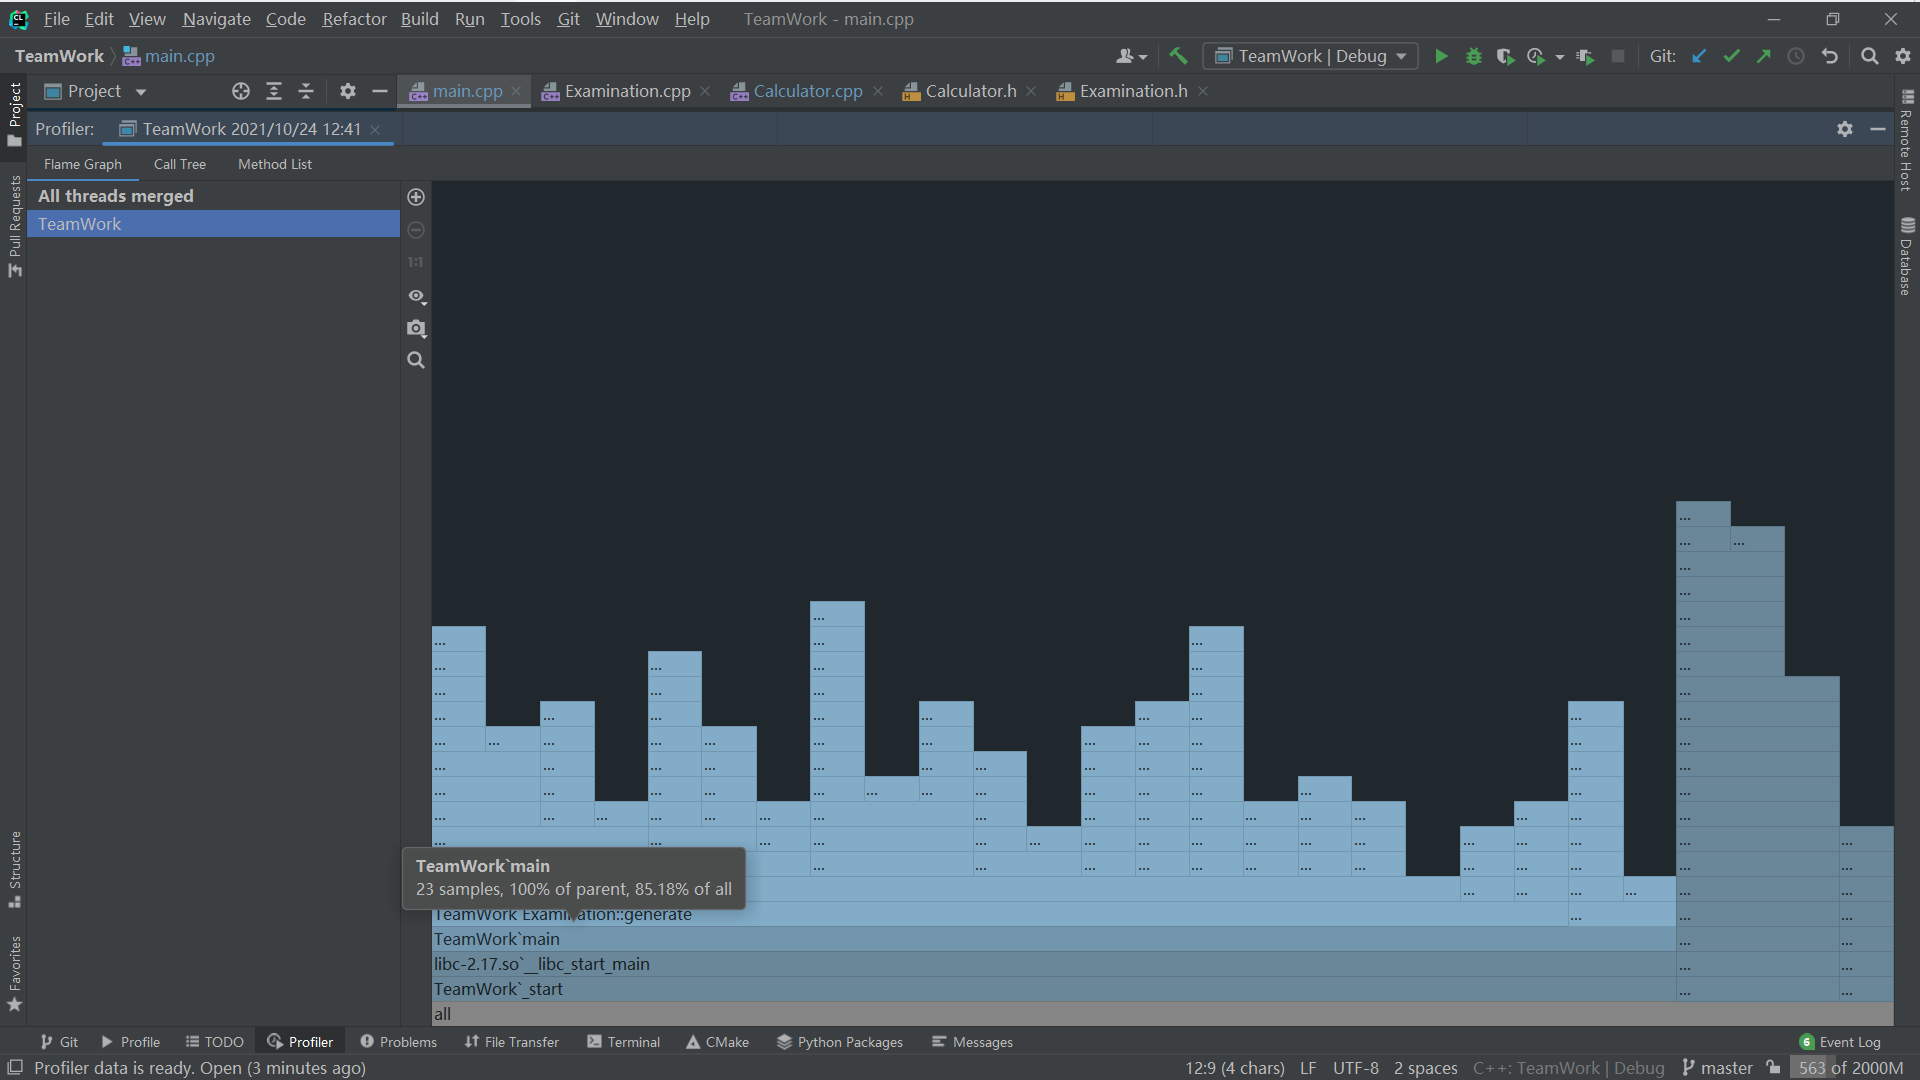 File Edit View Navigate Code Refactor Build Run Tools Git Window Help TeamWork - main.cpp
TeamWork main.cpp TeamWork | Debug Git:
Project main.cpp Examination.cpp Calculator.cpp Calculator.h Examination.h
Profiler: TeamWork 2021/10/24 12:41
Flame Graph Call Tree Method List
All threads merged
TeamWork
1:1
Project
Pull Requests
Structure
Favorites
Remote Host
Database
TeamWork`main
23 samples, 100% of parent, 85.18% of all
TeamWork`Examination::generate
TeamWork`main
libc-2.17.so`__libc_start_main
TeamWork`_start
all
Git Profile TODO Profiler Problems File Transfer Terminal CMake Python Packages Messages 6 Event Log
Profiler data is ready. Open (3 minutes ago) 12:9 (4 chars) LF UTF-8 2 spaces C++: TeamWork | Debug master 563 of 2000M